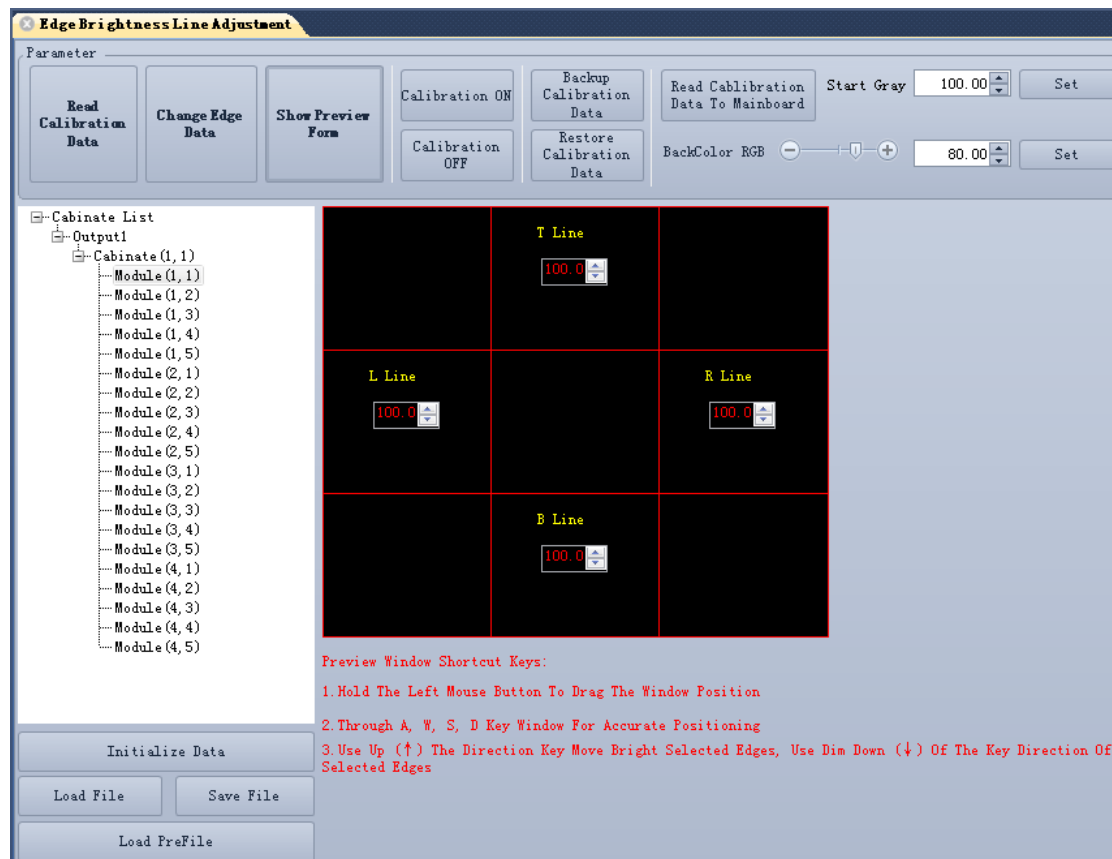 Edge Brightness Line Adjustment
Parameter
Read
Calibration
Data
Change Edge
Data
Show Preview
Form
Calibration ON
Calibration
OFF
Backup
Calibration
Data
Restore
Calibration
Data
Read Cablibration
Data To Mainboard
Start Gray
100.00
Set
BackColor RGB
80.00
Set
Cabinate List
Output1
Cabinate(1,1)
Module(1,1)
Module(1,2)
Module(1,3)
Module(1,4)
Module(1,5)
Module(2,1)
Module(2,2)
Module(2,3)
Module(2,4)
Module(2,5)
Module(3,1)
Module(3,2)
Module(3,3)
Module(3,4)
Module(3,5)
Module(4,1)
Module(4,2)
Module(4,3)
Module(4,4)
Module(4,5)
Initialize Data
Load File
Save File
Load PreFile
T Line
100.0
L Line
100.0
R Line
100.0
B Line
100.0
Preview Window Shortcut Keys:
1.Hold The Left Mouse Button To Drag The Window Position
2.Through A, W, S, D Key Window For Accurate Positioning
3.Use Up (↑) The Direction Key Move Bright Selected Edges, Use Dim Down (↓) Of The Key Direction Of
Selected Edges